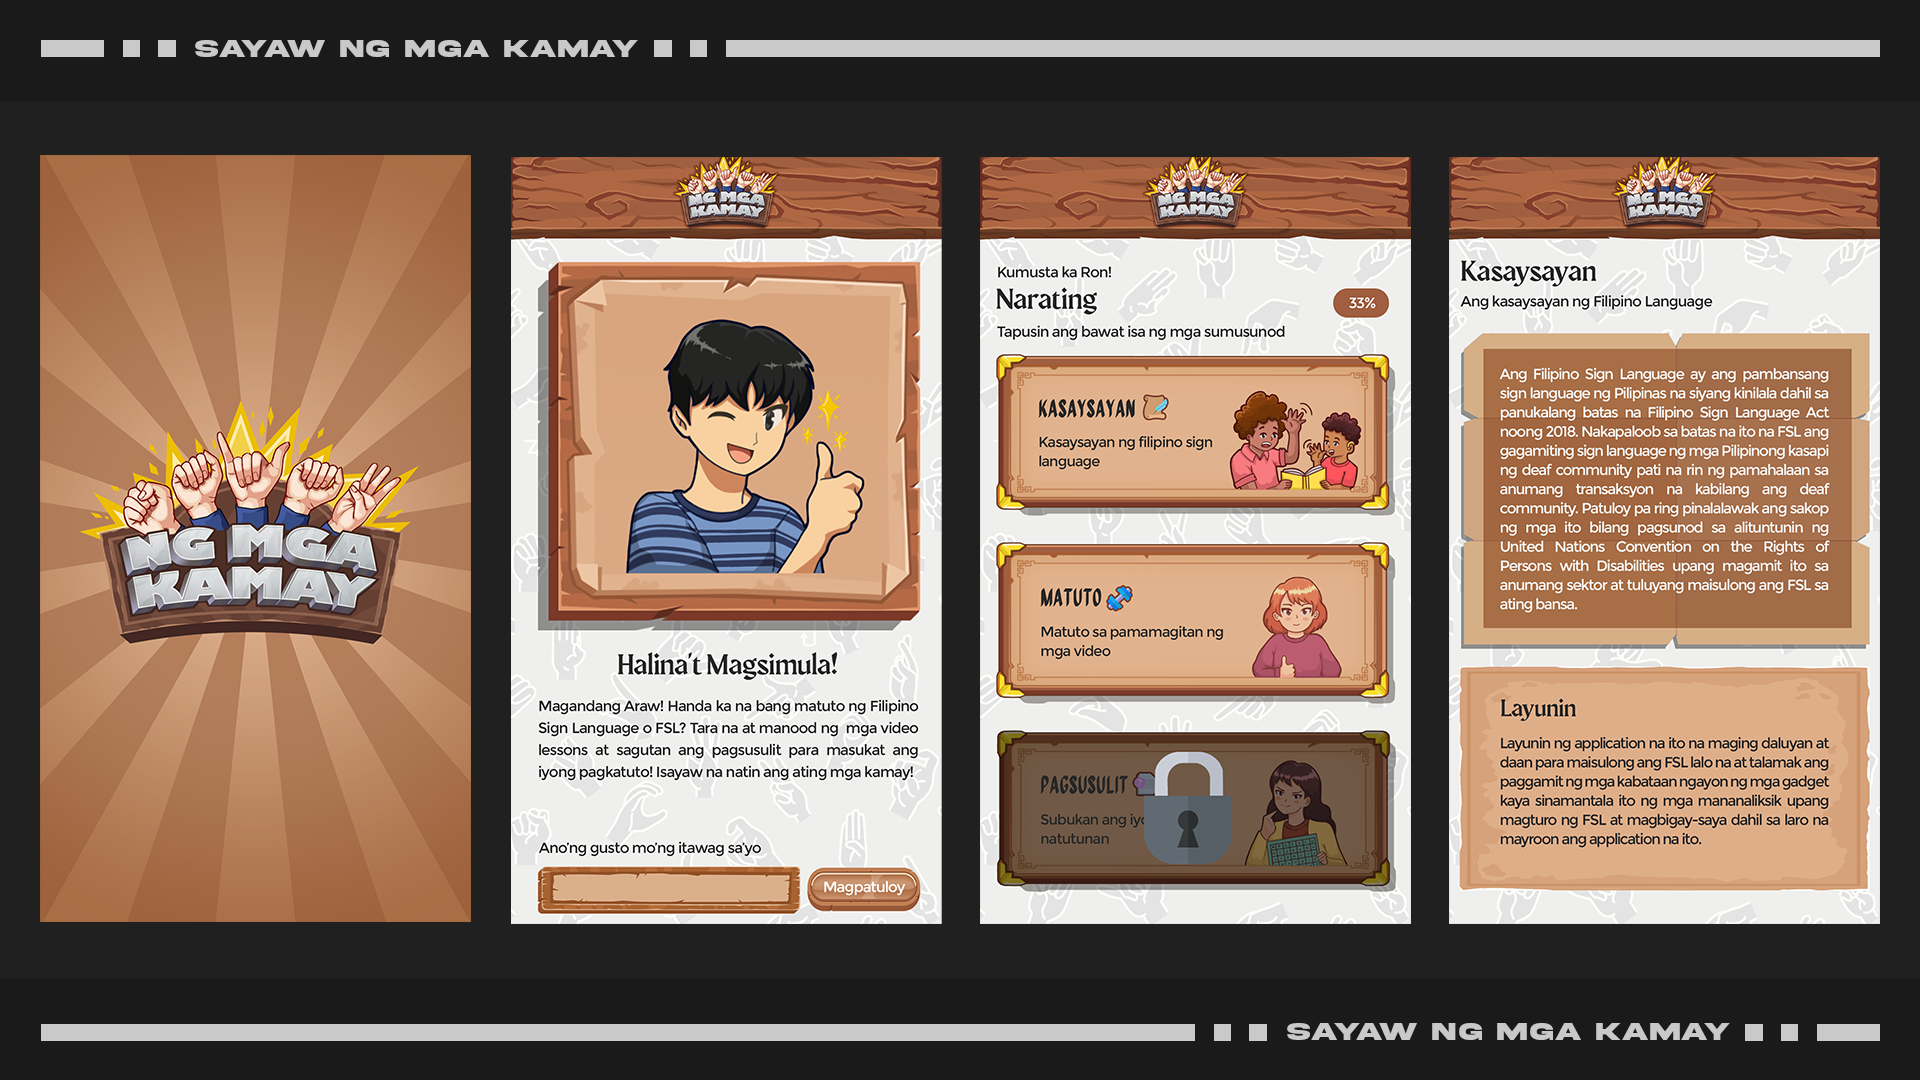 SAYAW NG MGA KAMAY
NG MGA
KAMAY
NG MGA
KAMAY
Halina't Magsimula!
Magandang Araw! Handa ka na bang matuto ng Filipino
Sign Language o FSL? Tara na at manood ng mga video
lessons at sagutan ang pagsusulit para masukat ang
iyong pagkatuto! Isayaw na natin ang ating mga kamay!
Ano'ng gusto mo'ng itawag sa'yo
Magpatuloy
NG MGA
KAMAY
Kumusta ka Ron!
Narating
33%
Tapusin ang bawat isa ng mga sumusunod
KASAYSAYAN
Kasaysayan ng filipino sign
language
MATUTO
Matuto sa pamamagitan ng
mga video
PAGSUSULIT
Subukan ang
natutunan
NG MGA
KAMAY
Kasaysayan
Ang kasaysayan ng Filipino Language
Ang Filipino Sign Language ay ang pambansang
sign language ng Pilipinas na siyang kinilala dahil sa
panukalang batas na Filipino Sign Language Act
noong 2018. Nakapaloob sa batas na ito na FSL ang
gagamiting sign language ng mga Pilipinong kasapi
ng deaf community pati na rin ng pamahalaan sa
anumang transaksyon na kabilang ang deaf
community. Patuloy pa ring pinalalawak ang sakop
ng mga ito bilang pagsunod sa alituntunin ng
United Nations Convention on the Rights of
Persons with Disabilities upang magamit ito sa
anumang sektor at tuluyang maisulong ang FSL sa
ating bansa.
Layunin
Layunin ng application na ito na maging daluyan at
daan para maisulong ang FSL lalo na at talamak ang
paggamit ng mga kabataan ngayon ng mga gadget
kaya sinamantala ito ng mga mananaliksik upang
magturo ng FSL at magbigay-saya dahil sa laro na
mayroon ang application na ito.
SAYAW NG MGA KAMAY